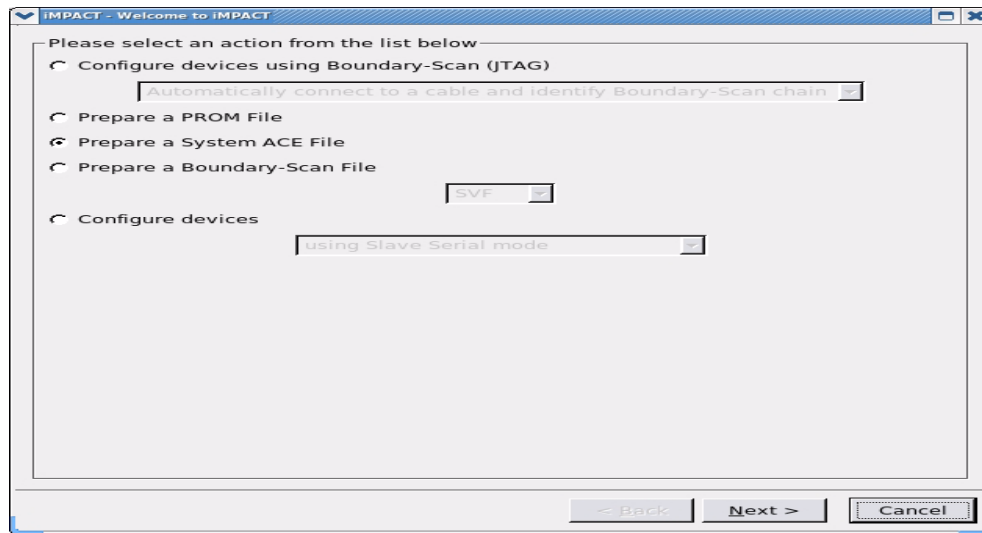 iMPACT - Welcome to iMPACT
Please select an action from the list below
Configure devices using Boundary-Scan (JTAG)
Automatically connect to a cable and identify Boundary-Scan chain
Prepare a PROM File
Prepare a System ACE File
Prepare a Boundary-Scan File
SVF
Configure devices
using Slave Serial mode
< Back
Next >
Cancel